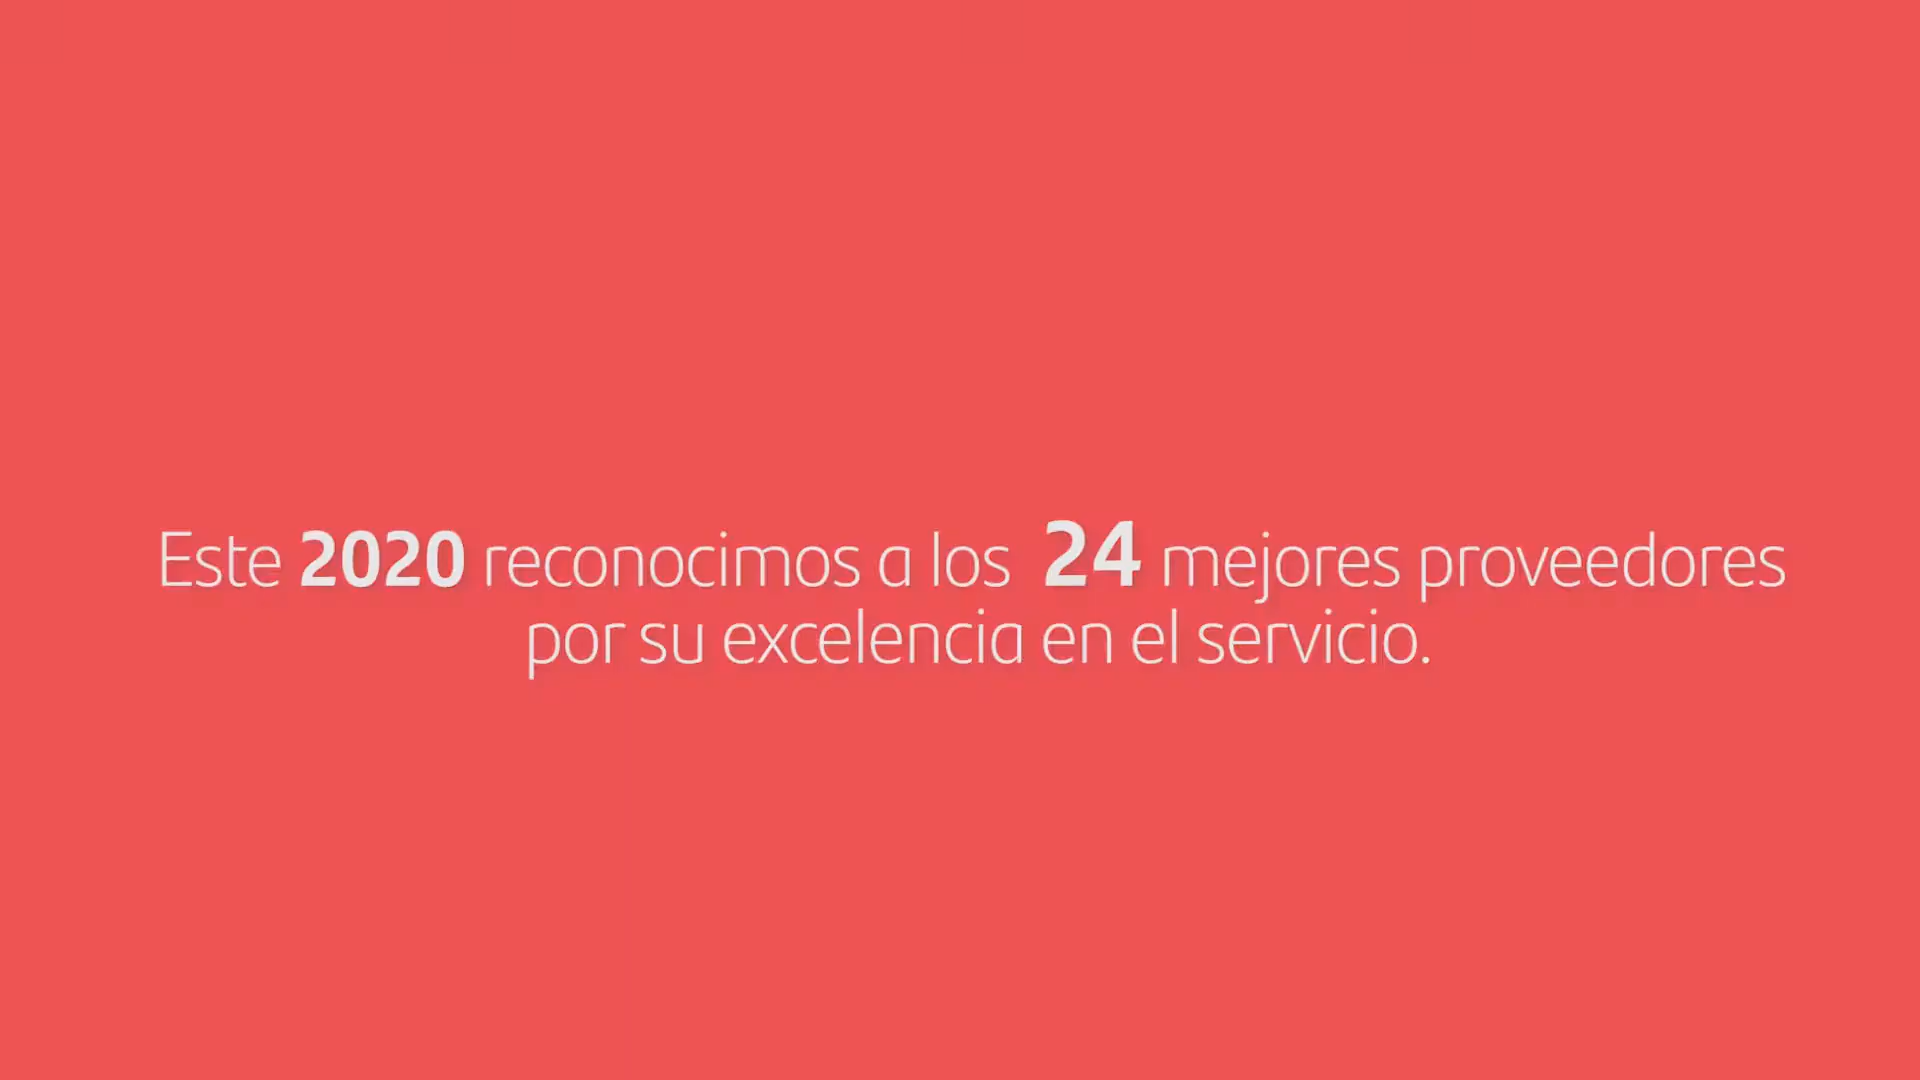 Este 2020 reconocimos a los 24 mejores proveedores
por su excelencia en el servicio.